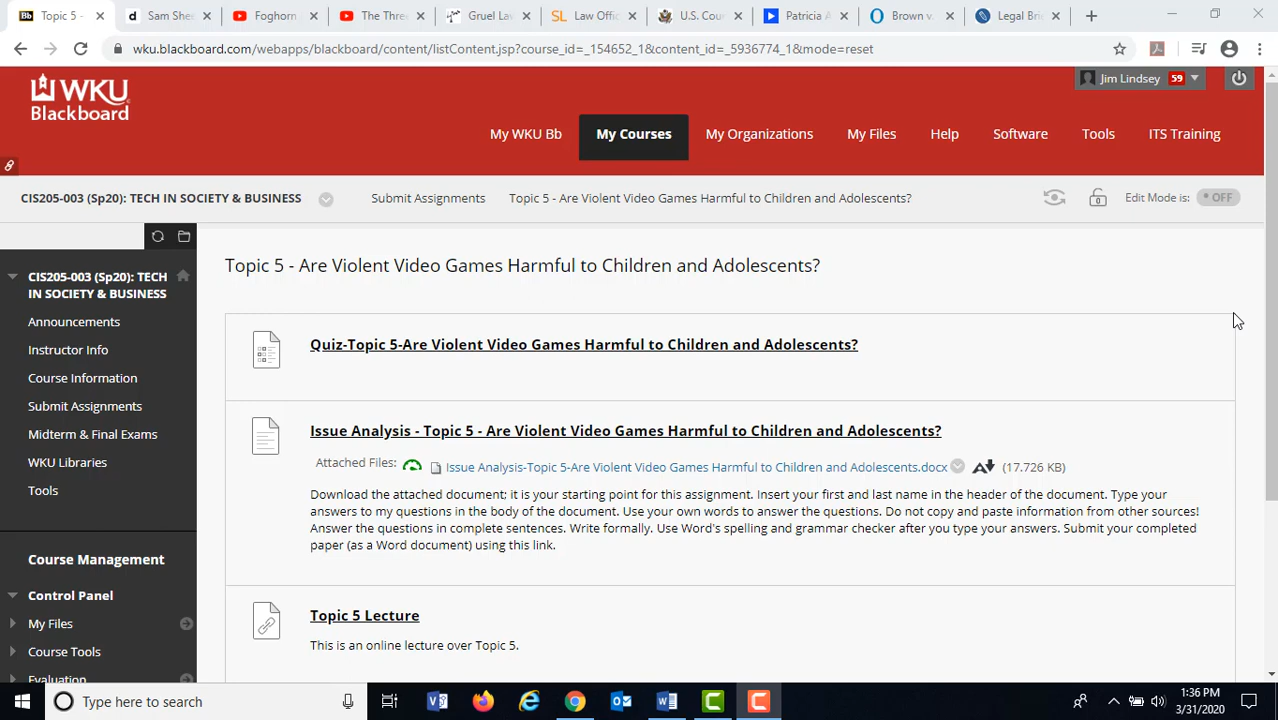 Topic 5 -
Sam She
Foghorn
The Thre
Gruel La
Law Offic
U.S. Cou
Patricia A
Brown v.
Legal Bri
wku.blackboard.com/webapps/blackboard/content/listContent.jsp?course_id=_154652_1&content_id=_5936774_1&mode=reset
WKU
Blackboard
Jim Lindsey 59
My WKU Bb My Courses My Organizations My Files Help Software Tools ITS Training
CIS205-003 (Sp20): TECH IN SOCIETY & BUSINESS Submit Assignments Topic 5 - Are Violent Video Games Harmful to Children and Adolescents? Edit Mode is: OFF
CIS205-003 (Sp20): TECH
IN SOCIETY & BUSINESS
Announcements
Instructor Info
Course Information
Submit Assignments
Midterm & Final Exams
WKU Libraries
Tools
Course Management
Control Panel
My Files
Course Tools
Evaluation
Topic 5 - Are Violent Video Games Harmful to Children and Adolescents?
Quiz-Topic 5-Are Violent Video Games Harmful to Children and Adolescents?
Issue Analysis - Topic 5 - Are Violent Video Games Harmful to Children and Adolescents?
Attached Files: Issue Analysis-Topic 5-Are Violent Video Games Harmful to Children and Adolescents.docx (17.726 KB)
Download the attached document; it is your starting point for this assignment. Insert your first and last name in the header of the document. Type your
answers to my questions in the body of the document. Use your own words to answer the questions. Do not copy and paste information from other sources!
Answer the questions in complete sentences. Write formally. Use Word's spelling and grammar checker after you type your answers. Submit your completed
paper (as a Word document) using this link.
Topic 5 Lecture
This is an online lecture over Topic 5.
Type here to search
1:36 PM
3/31/2020